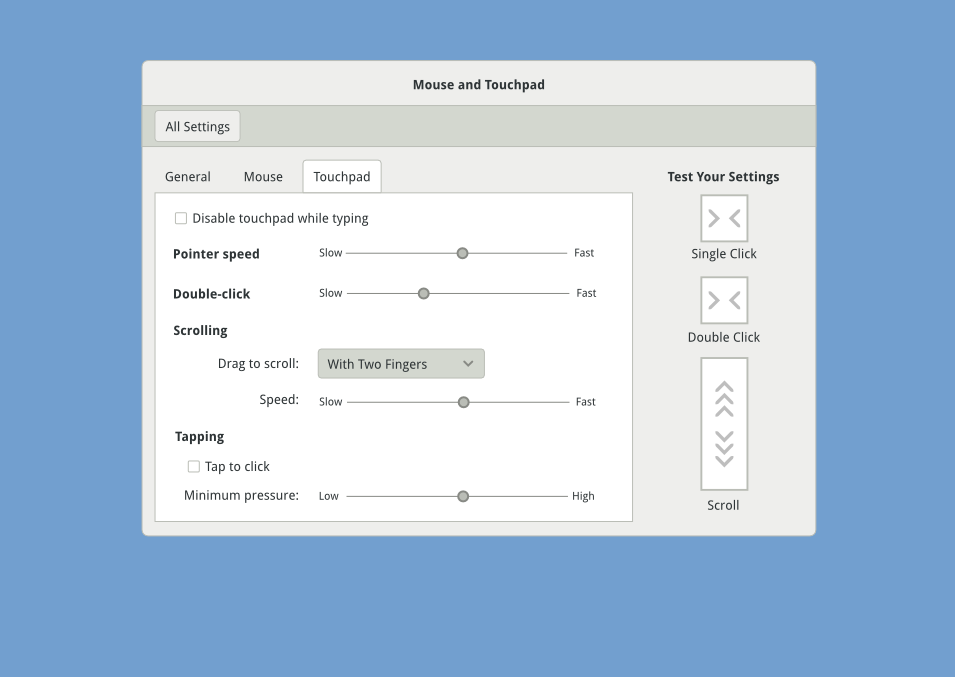 Mouse and Touchpad
All Settings
General Mouse Touchpad
Disable touchpad while typing
Pointer speed Slow Fast
Double-click Slow Fast
Scrolling
Drag to scroll: With Two Fingers
Speed: Slow Fast
Tapping
Tap to click
Minimum pressure: Low High
Test Your Settings
Single Click
Double Click
Scroll